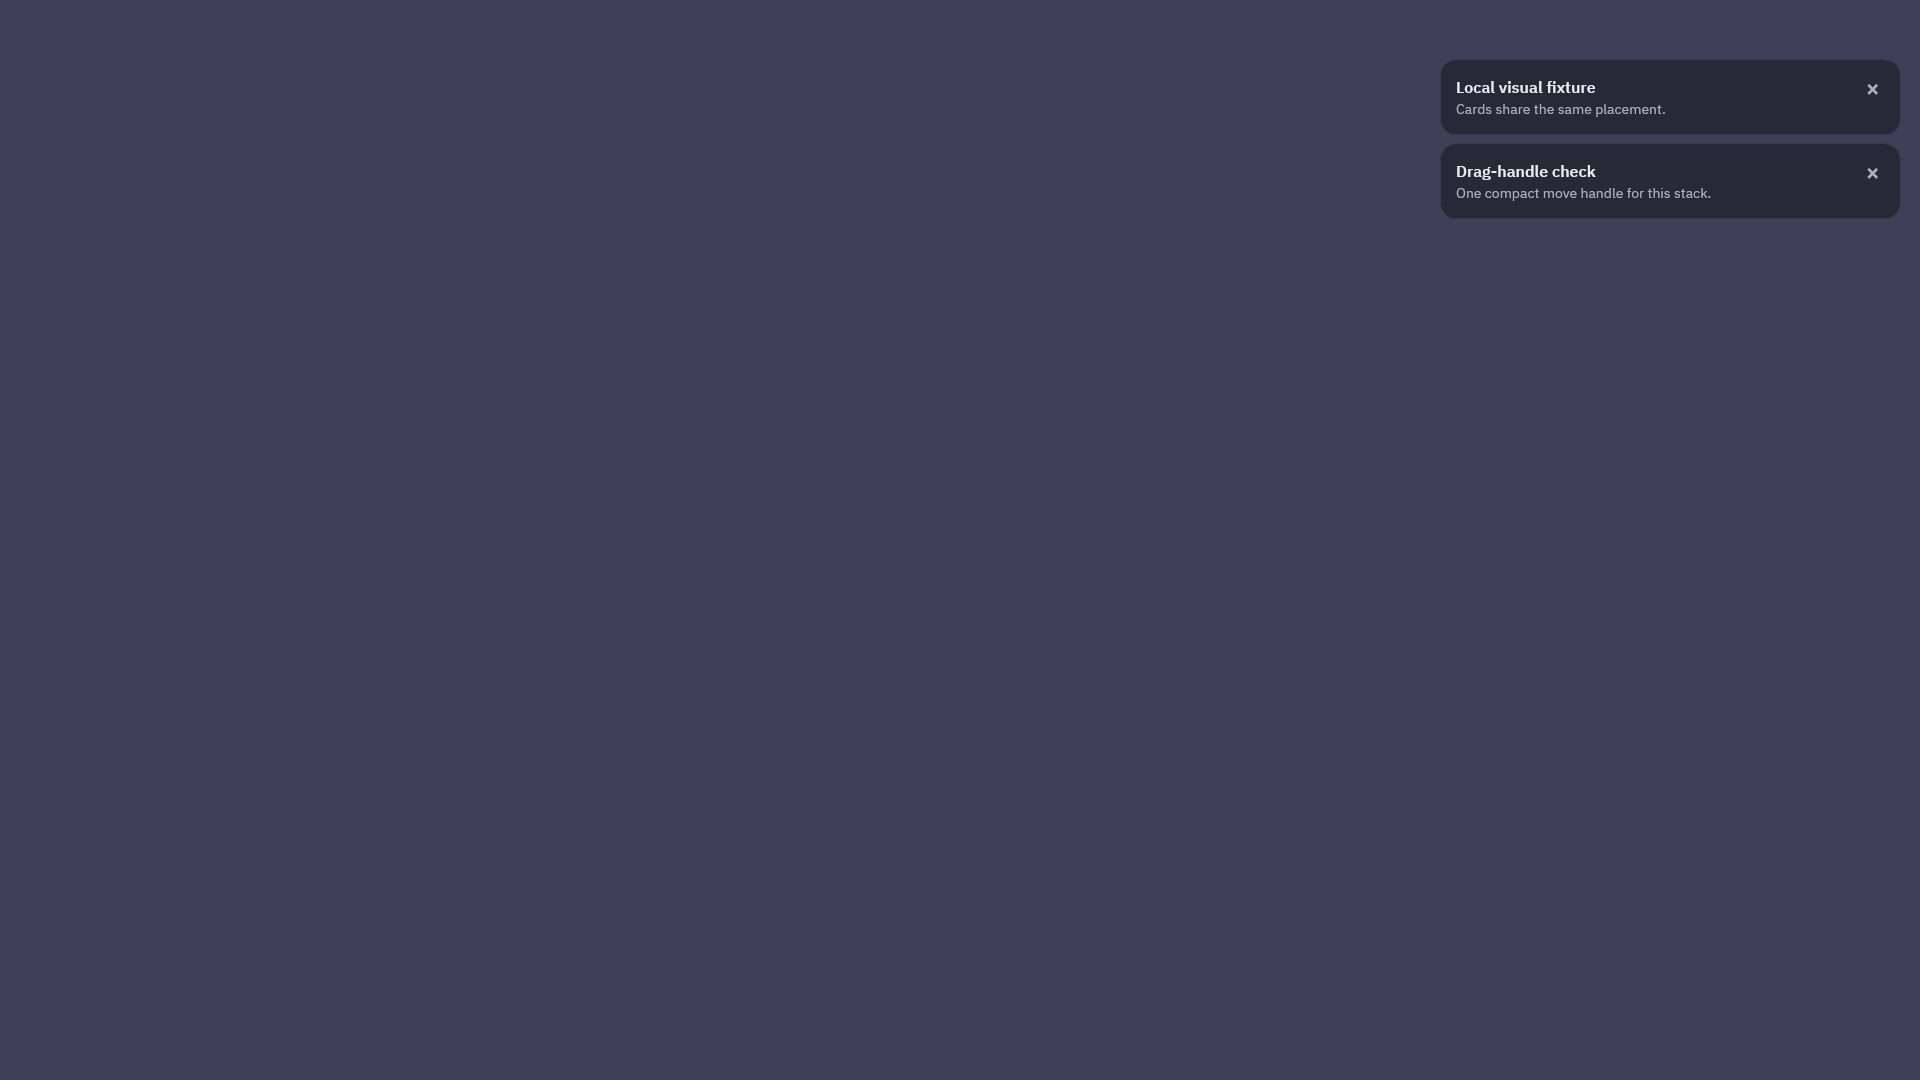 Local visual fixture
Cards share the same placement.
Drag-handle check
One compact move handle for this stack.